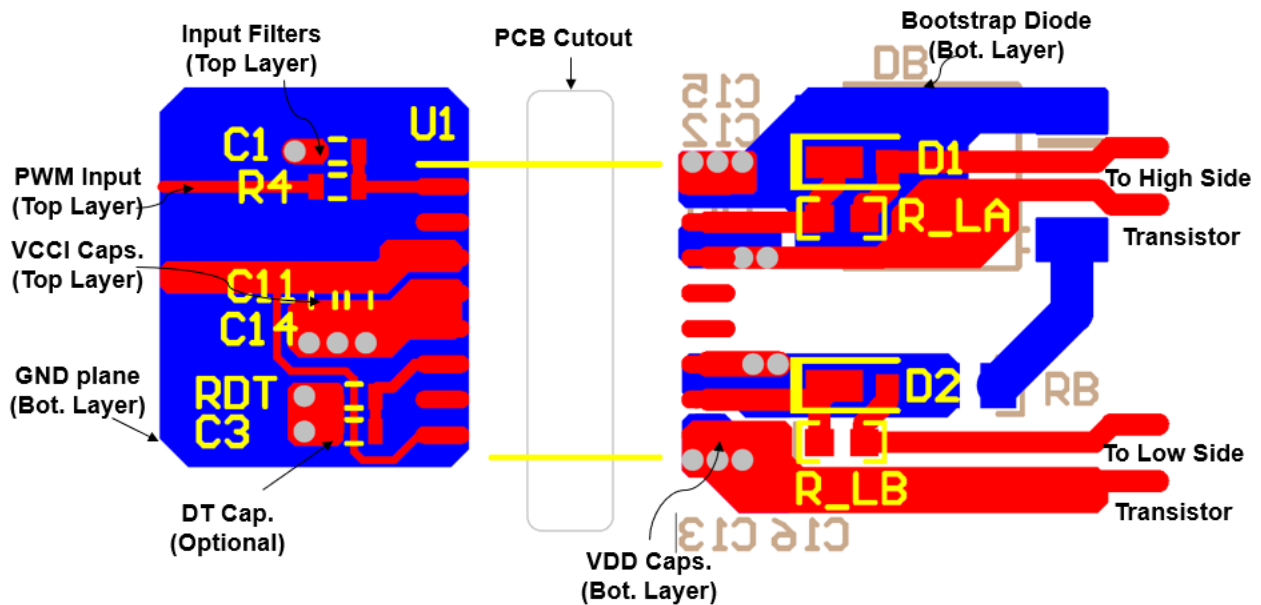 Bootstrap Diode
(Bot. Layer)
Input Filters
(Top Layer)
PCB Cutout
DB
C15
C12
U1
C1
D1
PWM Input
(Top Layer)
R4
To High Side
R_LA
Transistor
VCCI Caps.
(Top Layer)
C11
C14
GND plane
(Bot. Layer)
RDT
C3
D2
RB
To Low Side
R_LB
Transistor
DT Cap.
(Optional)
C13 C16
VDD Caps.
(Bot. Layer)